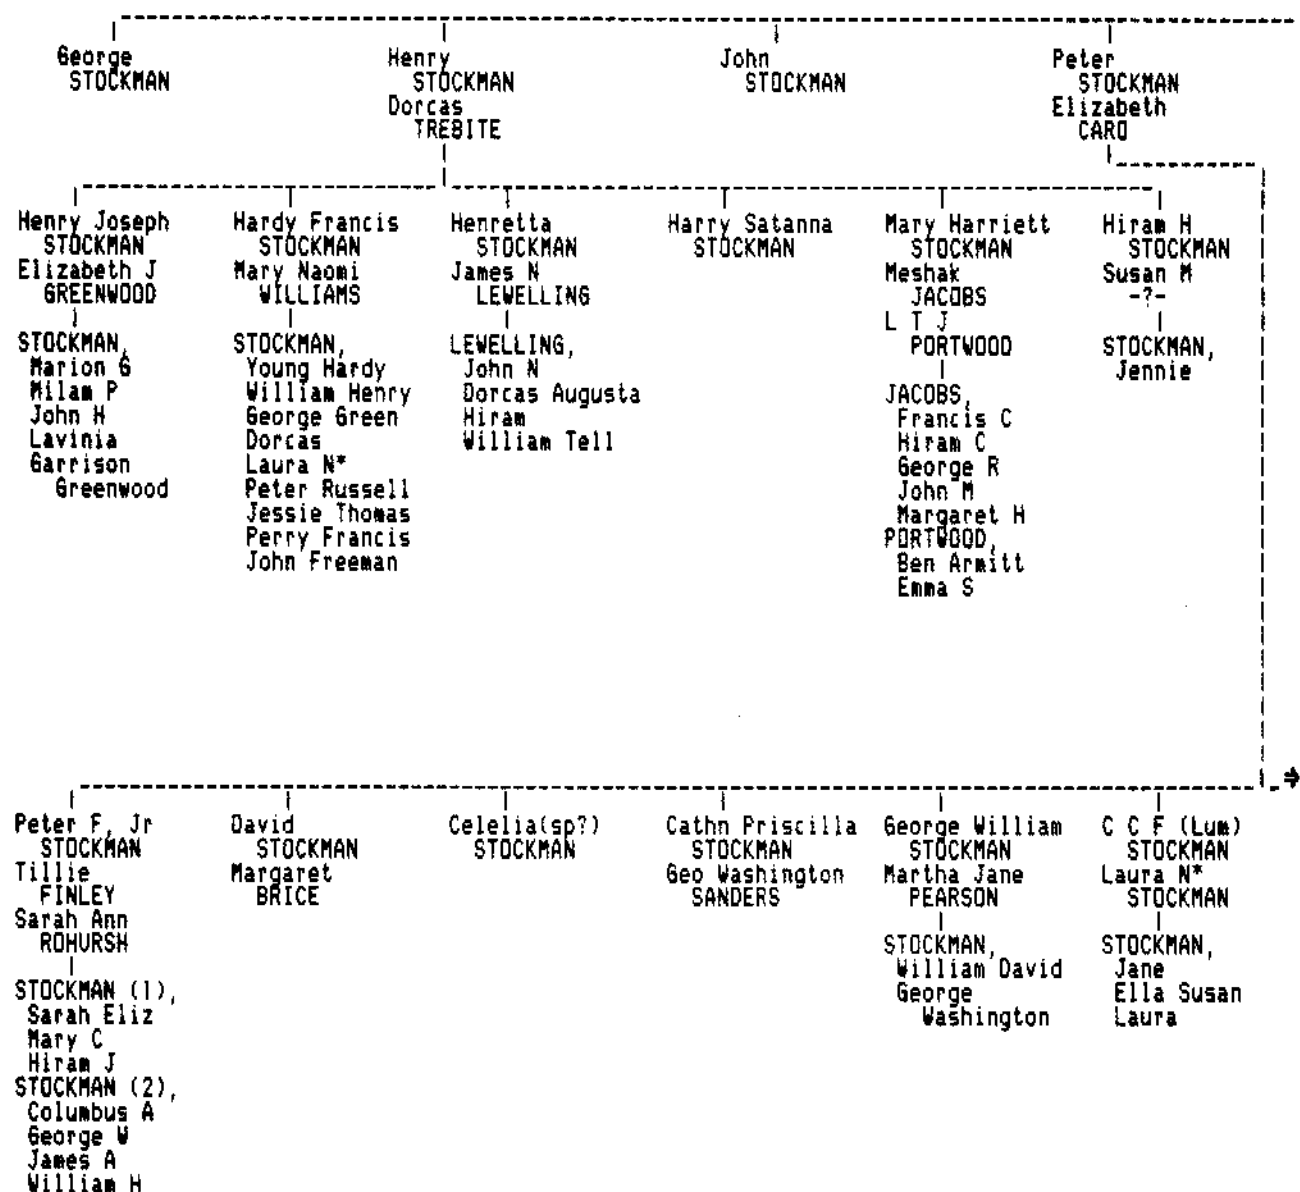 George
STOCKMAN
Henry
STOCKMAN
Dorcas
TREBITE
John
STOCKMAN
Peter
STOCKMAN
Elizabeth
CARO
Henry Joseph
STOCKMAN
Elizabeth J
GREENWOOD
STOCKMAN,
Marion G
Milam P
John H
Lavinia
Garrison
Greenwood
Hardy Francis
STOCKMAN
Mary Naomi
WILLIAMS
STOCKMAN,
Young Hardy
William Henry
George Green
Dorcas
Laura N*
Peter Russell
Jessie Thomas
Perry Francis
John Freeman
Henretta
STOCKMAN
James N
LEWELLING
LEWELLING,
John N
Dorcas Augusta
Hiram
William Tell
Harry Satanna
STOCKMAN
Mary Harriett
STOCKMAN
Meshak
JACOBS
L T J
PORTWOOD
JACOBS,
Francis C
Hiram C
George R
John M
Margaret H
PORTWOOD,
Ben Armitt
Emma S
Hiram H
STOCKMAN
Susan M
-?-
STOCKMAN,
Jennie
Peter F, Jr
STOCKMAN
Tillie
FINLEY
Sarah Ann
ROHURSH
STOCKMAN (1),
Sarah Eliz
Mary C
Hiram J
STOCKMAN (2),
Columbus A
George W
James A
William H
David
STOCKMAN
Margaret
BRICE
Celelia(sp?)
STOCKMAN
Cathn Priscilla
STOCKMAN
Geo Washington
SANDERS
George William
STOCKMAN
Martha Jane
PEARSON
STOCKMAN,
William David
George
Washington
C C F (Lum)
STOCKMAN
Laura N*
STOCKMAN
STOCKMAN,
Jane
Ella Susan
Laura